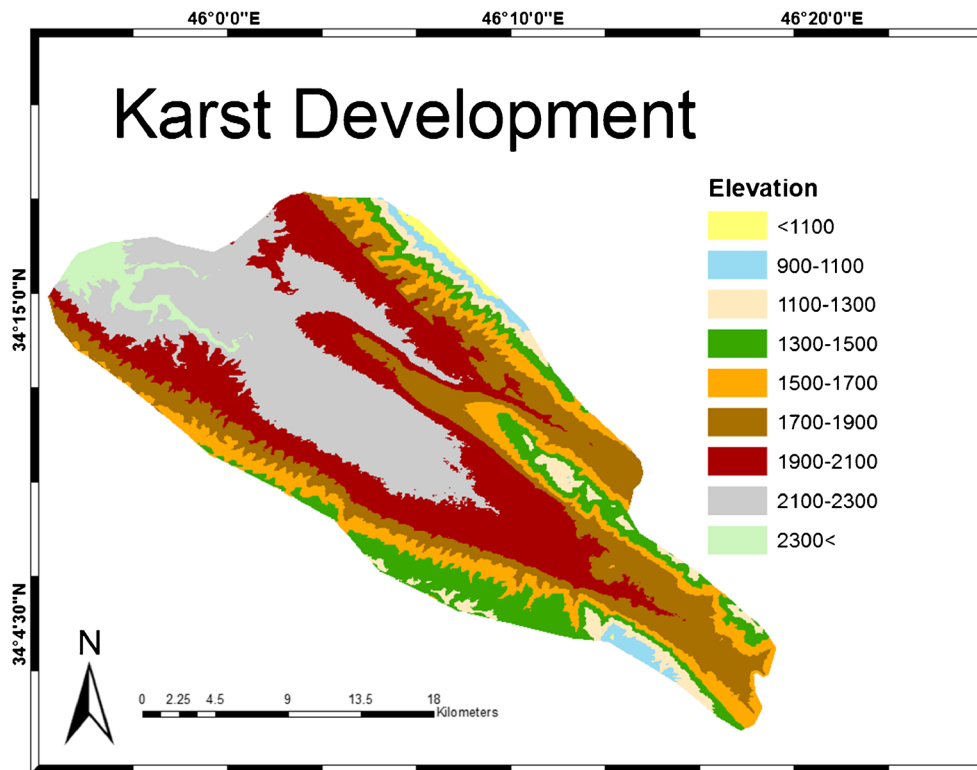 46°0'0"E 46°10'0"E 46°20'0"E
Karst Development
Elevation
<1100
900-1100
1100-1300
34°15'0"N
1300-1500
1500-1700
1700-1900
1900-2100
2100-2300
2300<
34°4'30"N
N
0 2.25 4.5 9 13.5 18
Kilometers